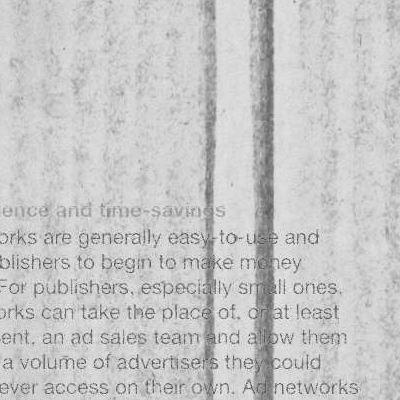 ence and time-savings
orks are generally easy-to-use and
blishers to begin to make money
For publishers, especially small ones,
orks can take the place of, or at least
ent, an ad sales team and allow them
a volume of advertisers they could
ever access on their own. Ad networks